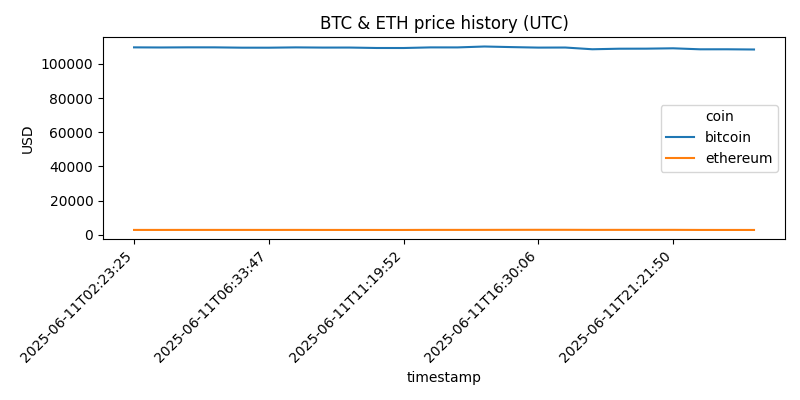 BTC & ETH price history (UTC)
USD
100000
80000
60000
40000
20000
0
coin
bitcoin
ethereum
2025-06-11T02:23:25
2025-06-11T06:33:47
2025-06-11T11:19:52
2025-06-11T16:30:06
2025-06-11T21:21:50
timestamp